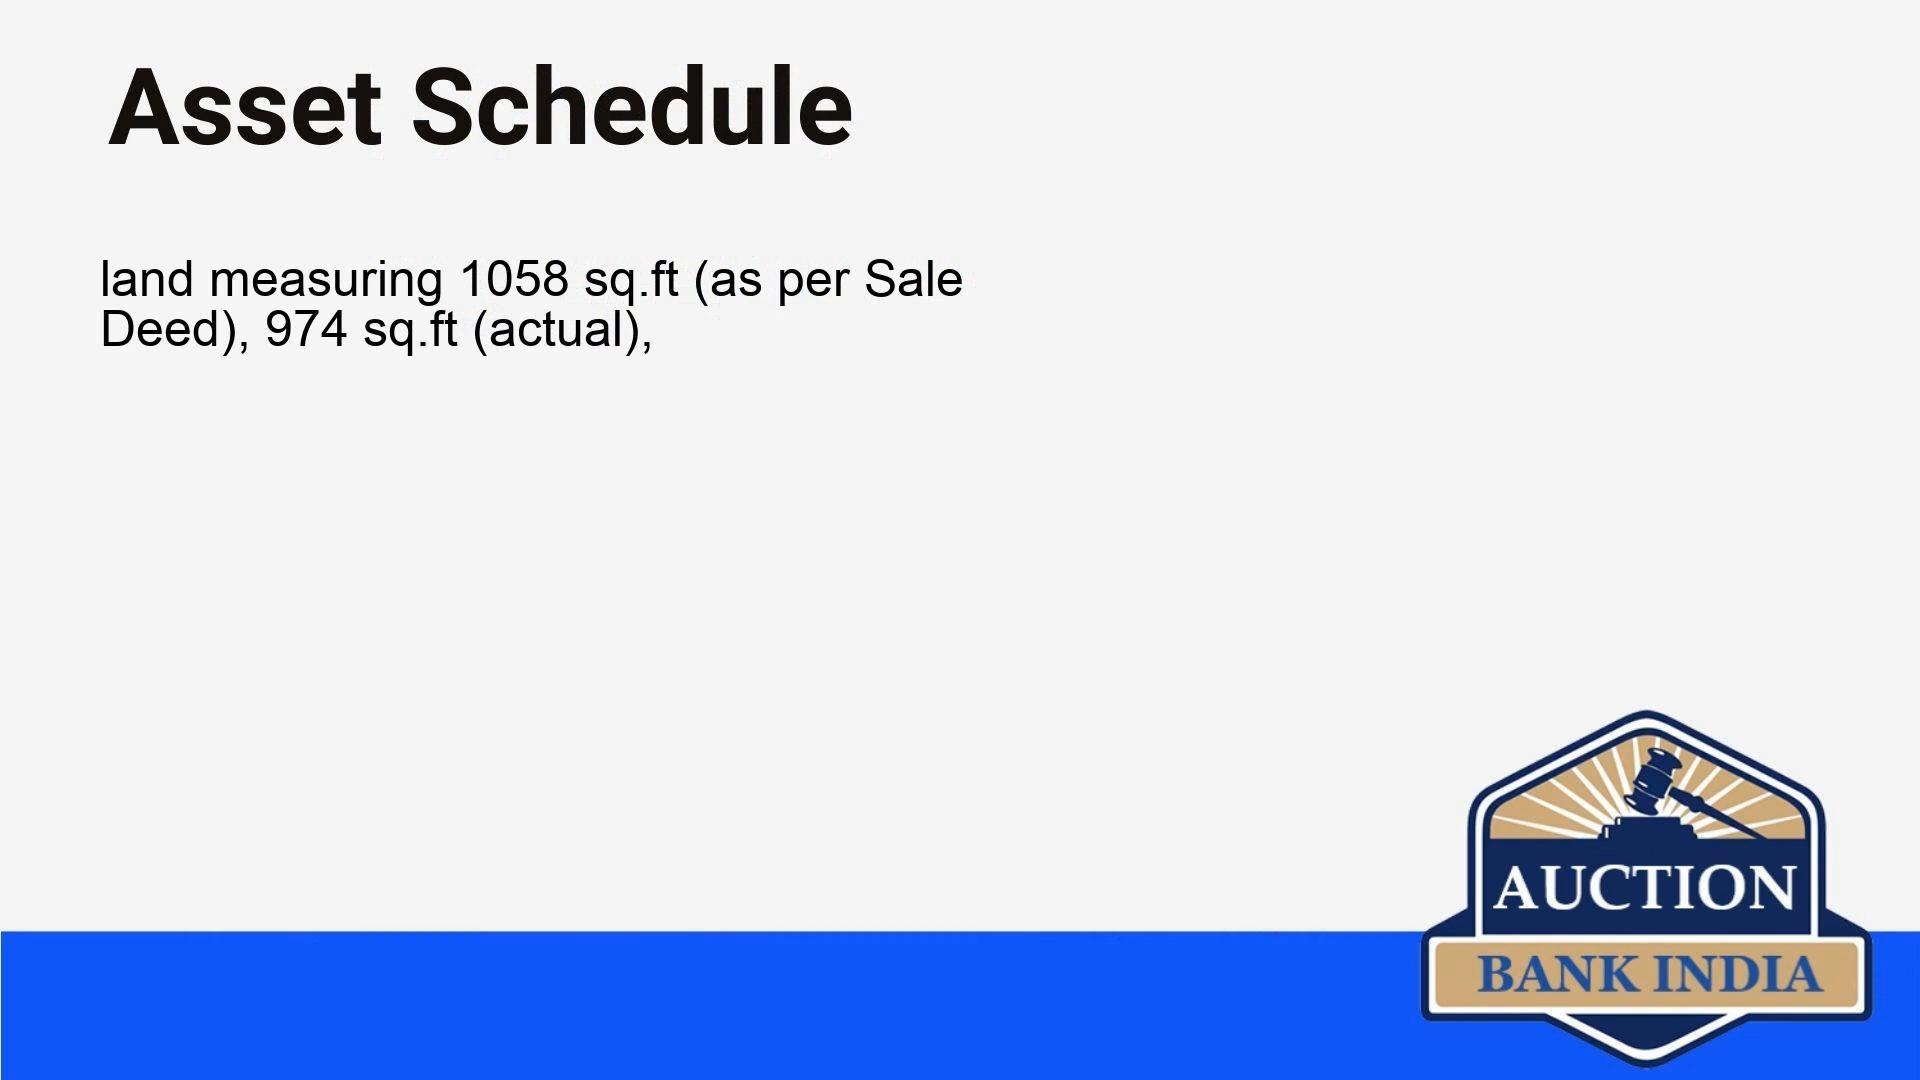 Asset Schedule
land measuring 1058 sq.ft (as per Sale
Deed), 974 sq.ft (actual),
AUCTION
BANK INDIA